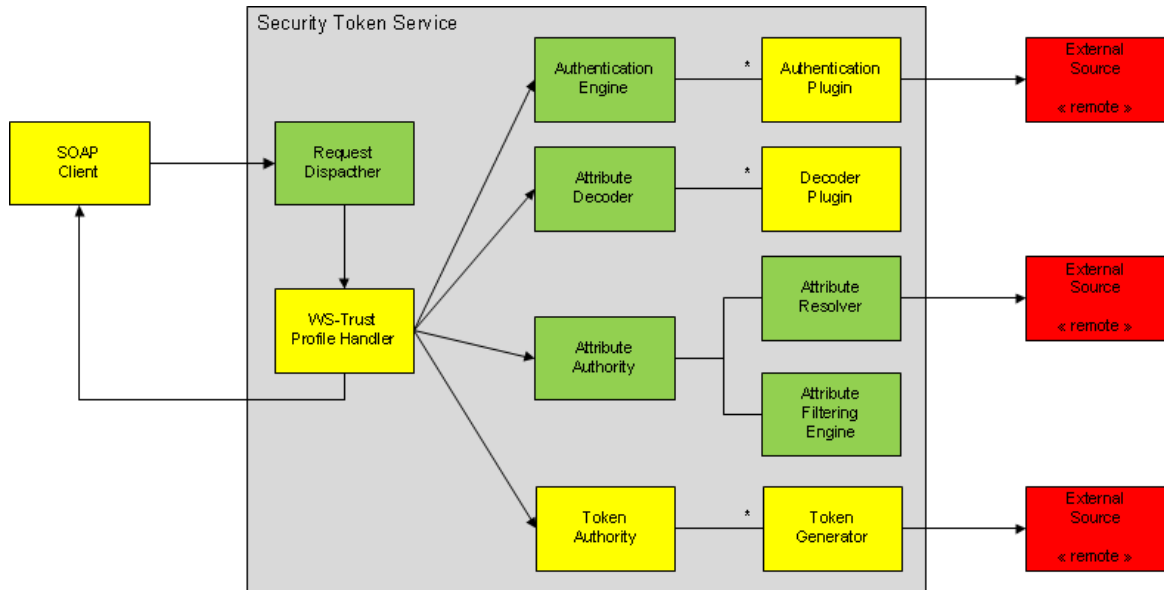 Security Token Service
Authentication
Engine
*
Authentication
Plugin
External
Source
« remote »
SOAP
Client
Request
Dispacther
Attribute
Decoder
*
Decoder
Plugin
WS-Trust
Profile Handler
Attribute
Authority
Attribute
Resolver
External
Source
« remote »
Attribute
Filtering
Engine
Token
Authority
*
Token
Generator
External
Source
« remote »